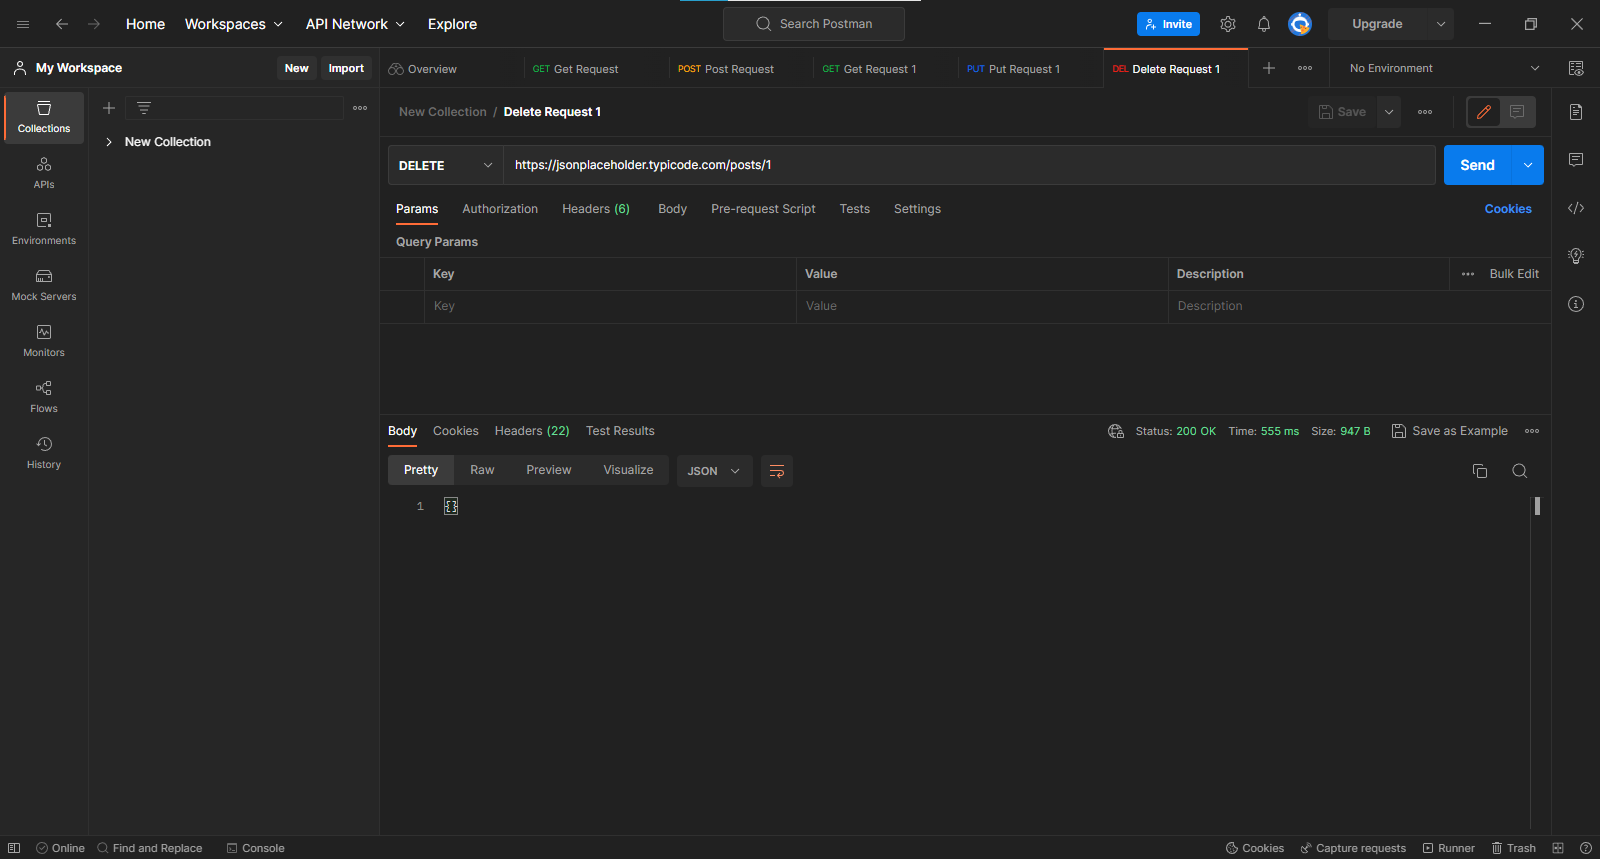 Home Workspaces API Network Explore Search Postman Invite Upgrade
My Workspace New Import Overview GET Get Request POST Post Request GET Get Request 1 PUT Put Request 1 DEL Delete Request 1 No Environment
Collections
APIs
Environments
Mock Servers
Monitors
Flows
History
New Collection
New Collection / Delete Request 1 Save
DELETE https://jsonplaceholder.typicode.com/posts/1 Send
Params Authorization Headers (6) Body Pre-request Script Tests Settings Cookies
Query Params
Key Value Description Bulk Edit
Key Value Description
Body Cookies Headers (22) Test Results Status: 200 OK Time: 555 ms Size: 947 B Save as Example
Pretty Raw Preview Visualize JSON
1 {}
Online Find and Replace Console Cookies Capture requests Runner Trash